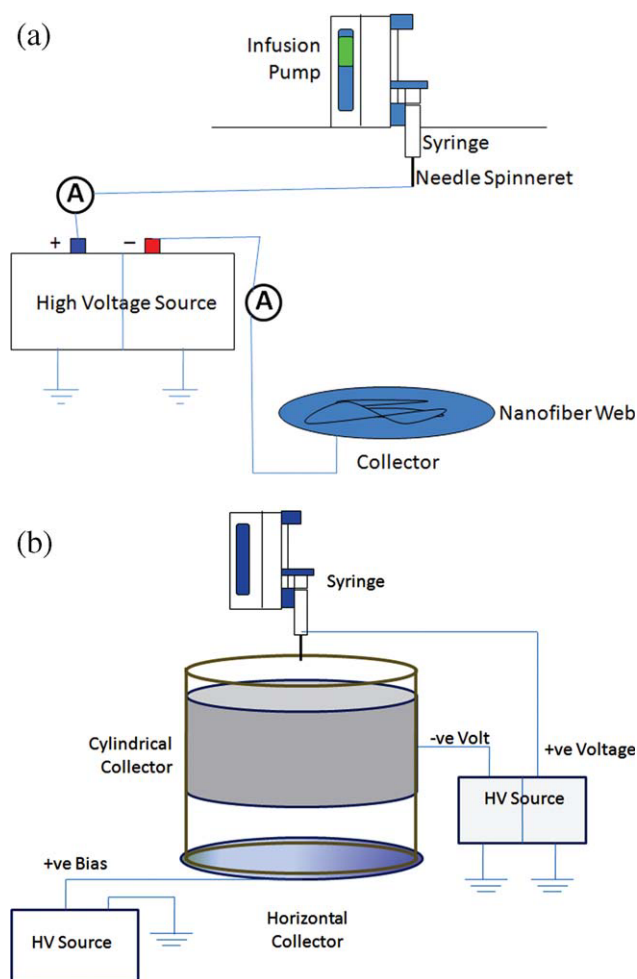 (a)
Infusion
Pump
Syringe
Needle Spinneret
A
+ −
High Voltage Source
A
Nanofiber Web
Collector
(b)
Syringe
Cylindrical
Collector
-ve Volt
+ve Voltage
HV Source
+ve Bias
Horizontal
Collector
HV Source